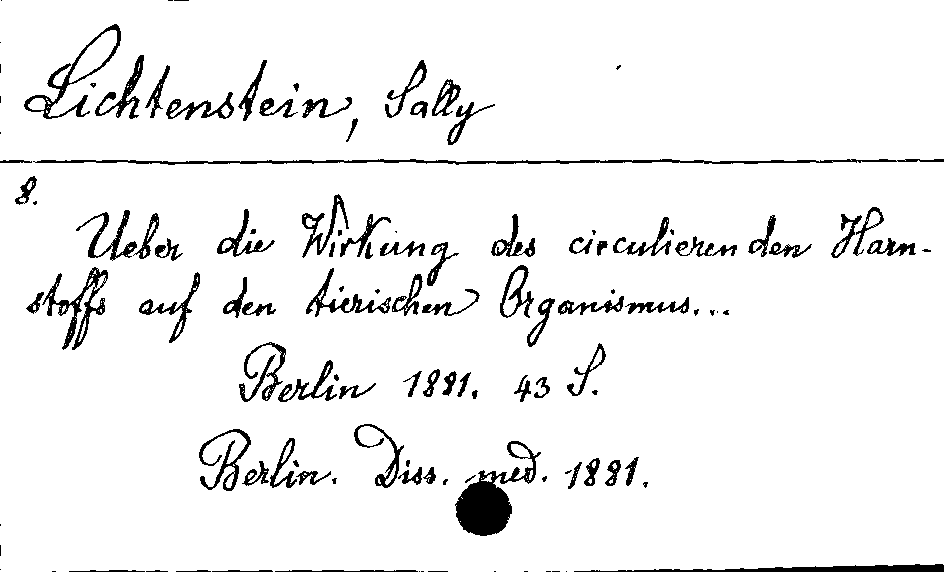 Lichtenstein, Sally
8.
Ueber die Wirkung des circulierenden Harn-
stoffs auf den tierischen Organismus...
Berlin 1881. 43 S.
Berlin. Diss. med. 1881.